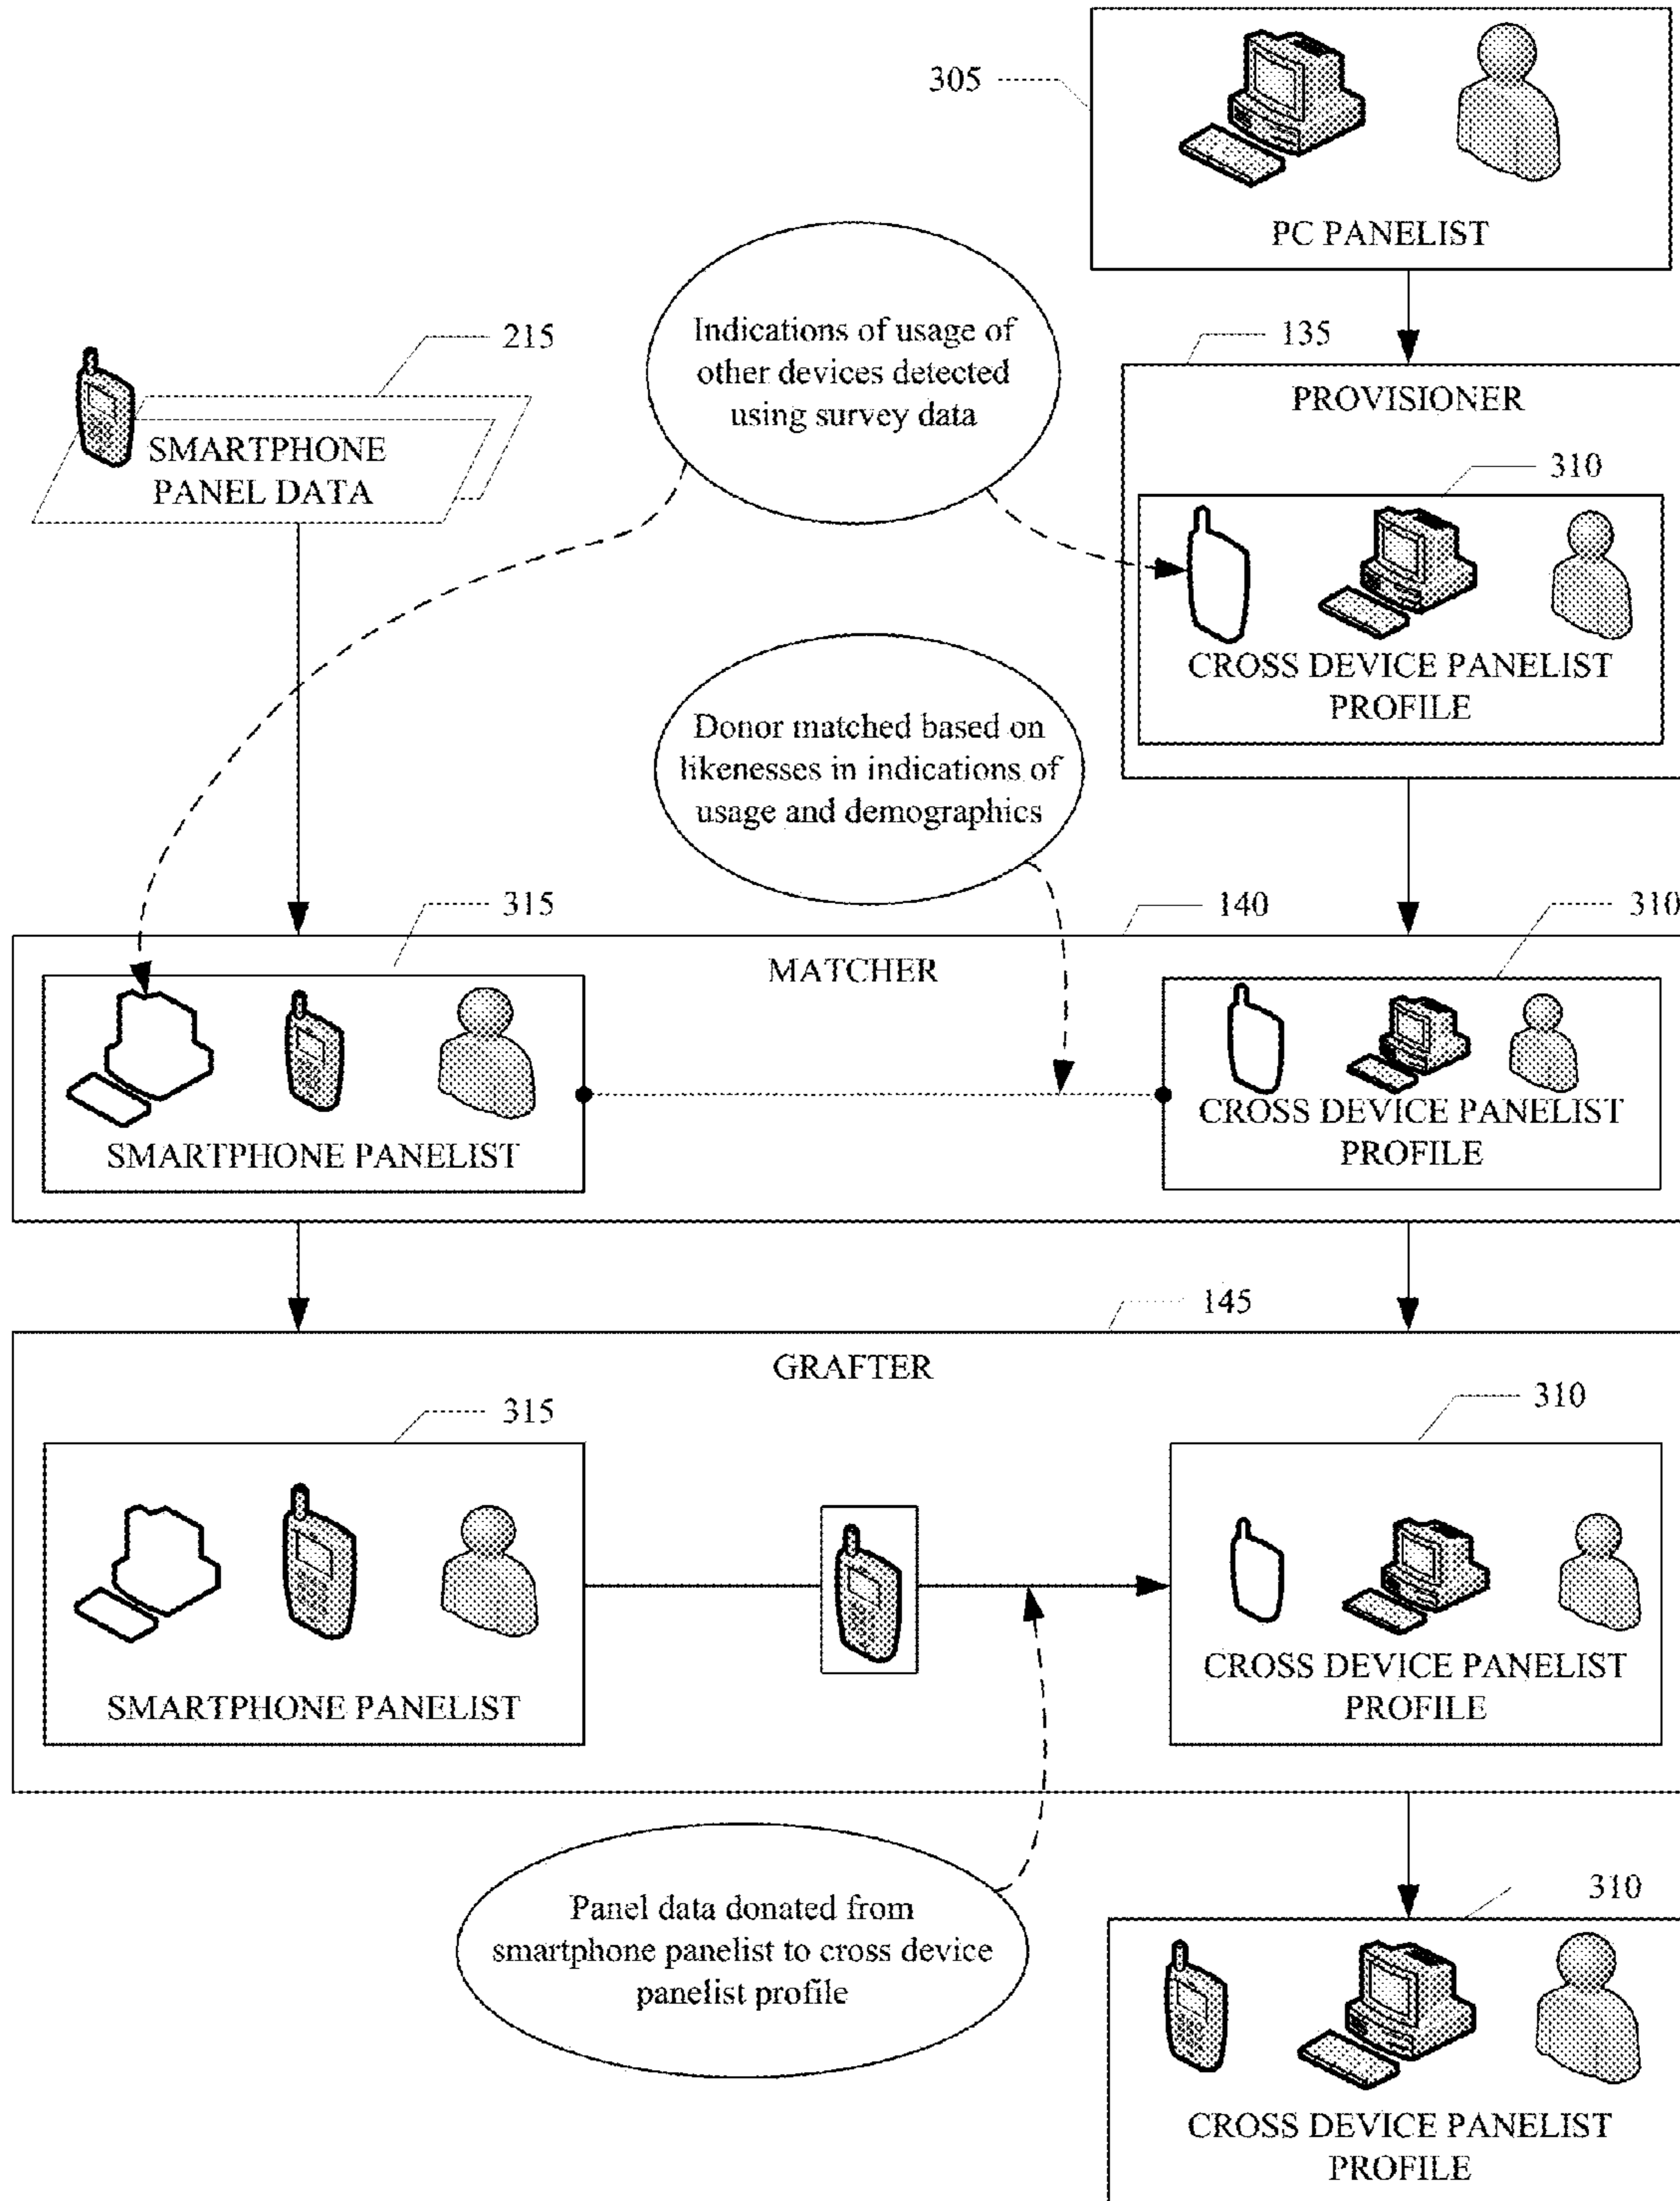 305
PC PANELIST
Indications of usage of
other devices detected
using survey data
215
SMARTPHONE
PANEL DATA
135
PROVISIONER
310
CROSS DEVICE PANELIST
PROFILE
Donor matched based on
likenesses in indications of
usage and demographics
315
140
310
MATCHER
SMARTPHONE PANELIST
CROSS DEVICE PANELIST
PROFILE
145
GRAFTER
315
310
SMARTPHONE PANELIST
CROSS DEVICE PANELIST
PROFILE
Panel data donated from
smartphone panelist to cross device
panelist profile
310
CROSS DEVICE PANELIST
PROFILE